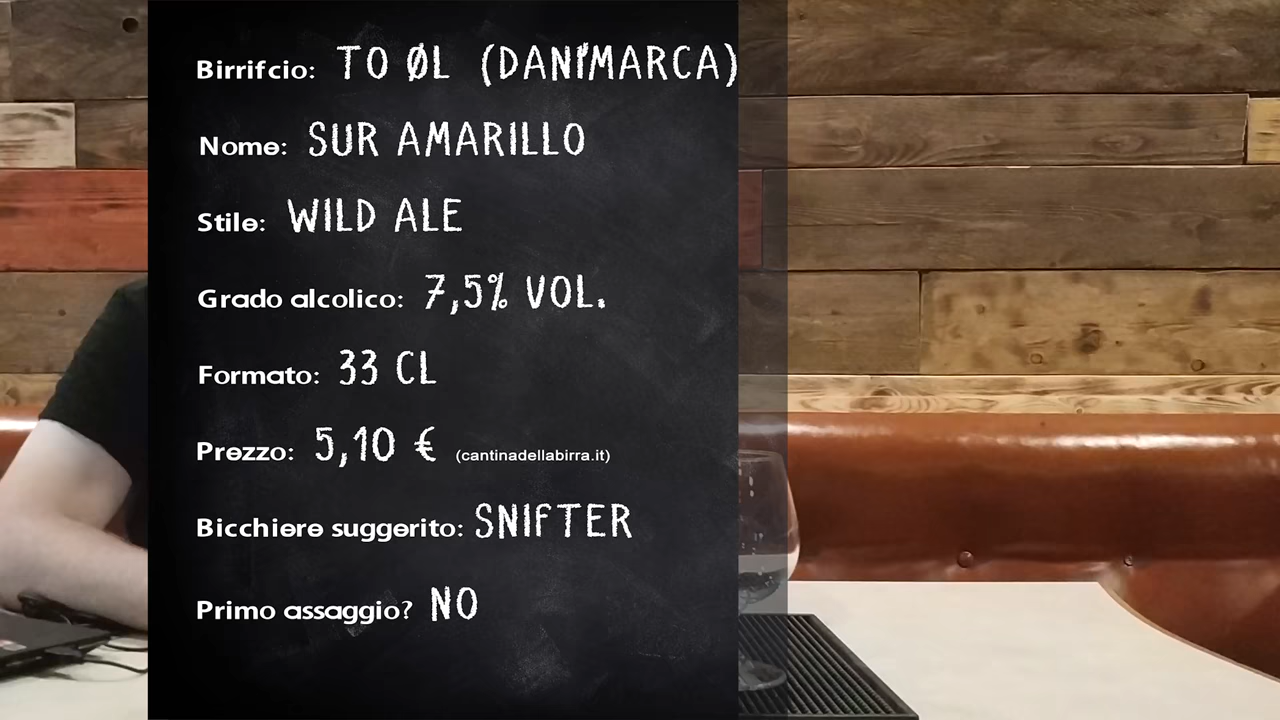 Birrifcio: TO ØL (DANIMARCA)
Nome: SUR AMARILLO
Stile: WILD ALE
Grado alcolico: 7,5% VOL.
Formato: 33 CL
Prezzo: 5,10 € (cantinadellabirra.it)
Bicchiere suggerito: SNIFTER
Primo assaggio? NO